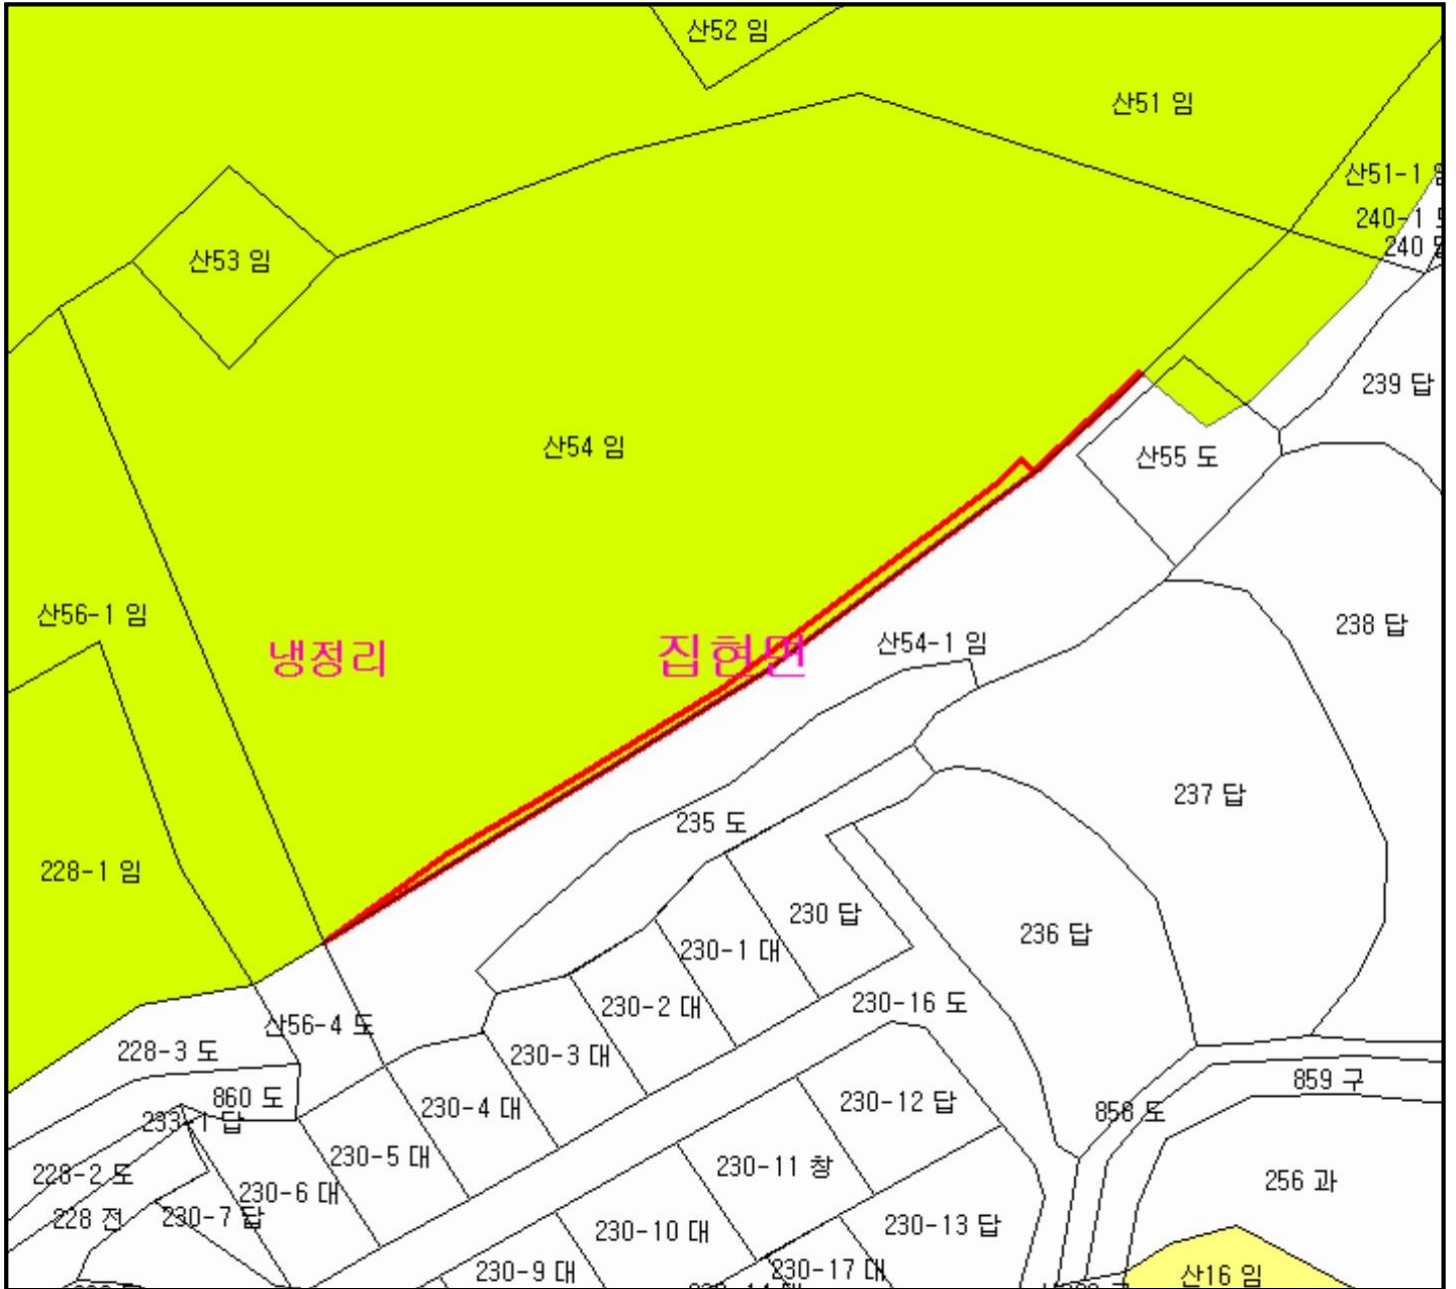 산52 임
산51 임
산51-1 임
240-1
240
산53 임
239 답
산54 임
산55 도
산56-1 임
238 답
냉정리
집현면
산54-1 임
237 답
235 도
228-1 임
230 답
236 답
230-1 대
230-2 대
230-16 도
산56-4 도
228-3 도
230-3 대
859 구
860 도
230-4 대
230-12 답
858 도
233-1 답
230-5 대
230-11 창
228-2 도
256 과
230-6 대
228 전
230-7 답
230-10 대
230-13 답
230-9 대
230-17 대
산16 임